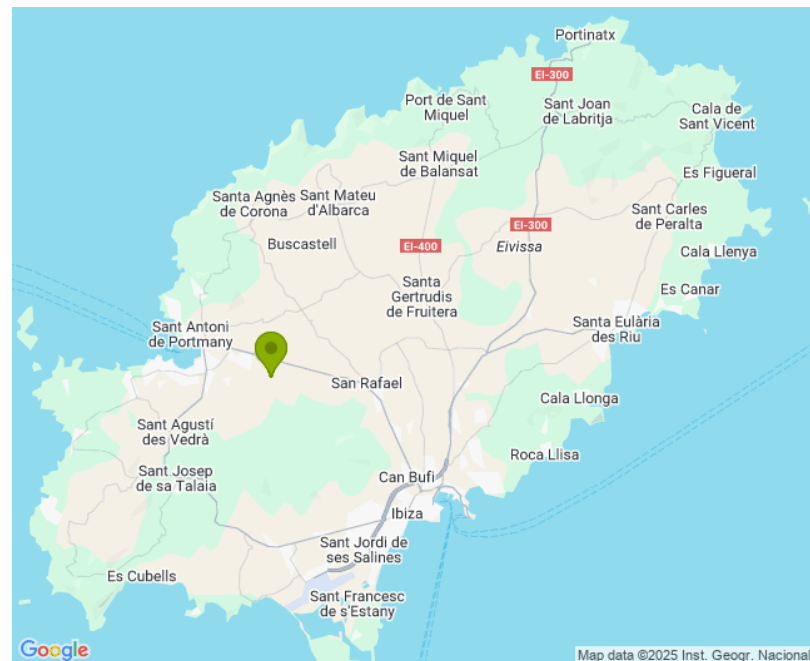 Portinatx
EI-300
Port de Sant
Miquel
Sant Joan
de Labritja
Cala de
Sant Vicent
Sant Miquel
de Balansat
Es Figueral
Santa Agnès
de Corona
Sant Mateu
d'Albarca
Sant Carles
de Peralta
EI-300
Buscastell
EI-400
Eivissa
Cala Llenya
Santa
Gertrudis
de Fruitera
Es Canar
Sant Antoni
de Portmany
Santa Eulària
des Riu
San Rafael
Cala Llonga
Sant Agustí
des Vedrà
Roca Llisa
Sant Josep
de sa Talaia
Can Bufi
Ibiza
Sant Jordi de
ses Salines
Es Cubells
Sant Francesc
de s'Estany
Google
Map data ©2025 Inst. Geogr. Nacional